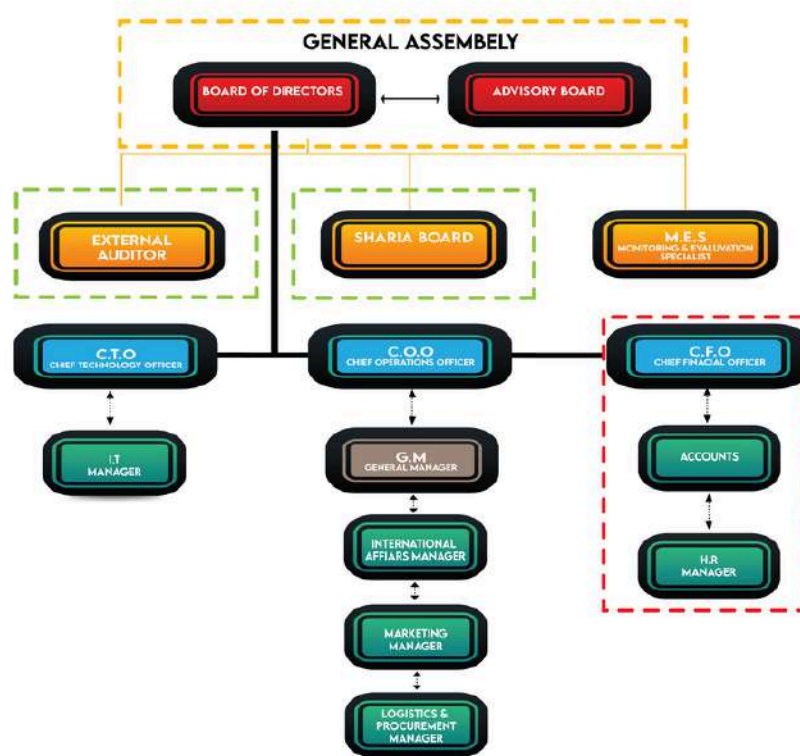 GENERAL ASSEMBELY
BOARD OF DIRECTORS
ADVISORY BOARD
EXTERNAL
AUDITOR
SHARIA BOARD
M.E.S
MONITORING & EVALUVATION
SPECIALIST
C.T.O
CHIEF TECHNOLOGY OFFICER
C.O.O
CHIEF OPERATIONS OFFICER
C.F.O
CHIEF FINACIAL OFFICER
I.T
MANAGER
G.M
GENERAL MANAGER
ACCOUNTS
INTERNATIONAL
AFFIARS MANAGER
H.R
MANAGER
MARKETING
MANAGER
LOGISTICS &
PROCUREMENT
MANAGER